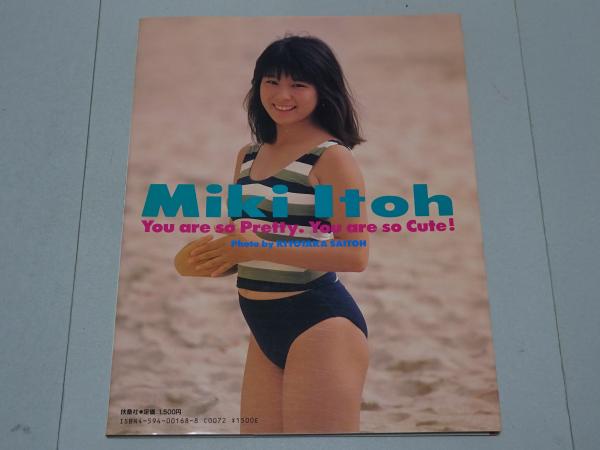 Miki Itoh
You are so Pretty. You are so Cute!
Photo by KIYOTAKA SAITOH
扶桑社●定価 1,500円
ISBN4-594-00168-8 C0072 ¥1500E